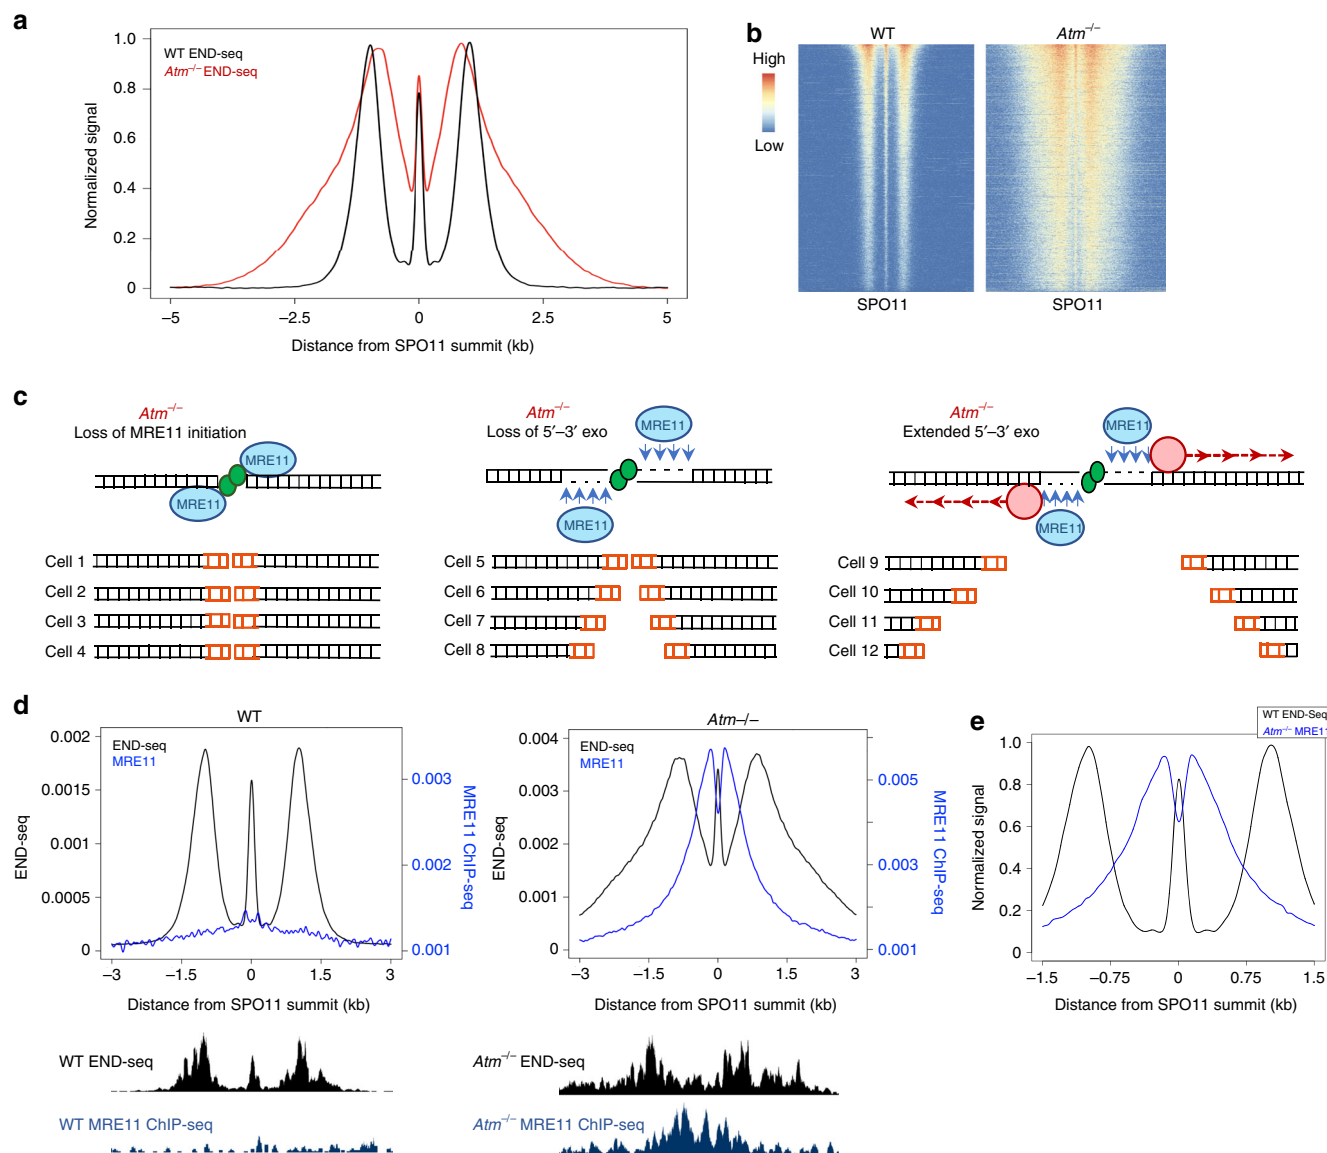 a
WT END-seq
Atm–/– END-seq
1.0
0.8
0.6
0.4
0.2
0
Normalized signal
–5
–2.5
0
2.5
5
Distance from SPO11 summit (kb)
b
High
Low
WT
Atm–/–
SPO11
SPO11
c
Atm–/–
Loss of MRE11 initiation
MRE11
MRE11
Cell 1
Cell 2
Cell 3
Cell 4
Atm–/–
Loss of 5′–3′ exo
MRE11
MRE11
Cell 5
Cell 6
Cell 7
Cell 8
Atm–/–
Extended 5′–3′ exo
MRE11
MRE11
Cell 9
Cell 10
Cell 11
Cell 12
d
WT
END-seq
MRE11
0.002
0.0015
0.001
0.0005
0
END-seq
0.003
0.002
0.001
MRE11 ChIP-seq
–3
–1.5
0
1.5
3
Distance from SPO11 summit (kb)
WT END-seq
WT MRE11 ChIP-seq
Atm–/–
END-seq
MRE11
0.004
0.003
0.002
0.001
0
END-seq
0.005
0.003
0.001
MRE11 ChIP-seq
–3
–1.5
0
1.5
3
Distance from SPO11 summit (kb)
Atm–/– END-seq
Atm–/– MRE11 ChIP-seq
e
WT END-Seq
Atm–/– MRE11
1.0
0.8
0.6
0.4
0.2
0
Normalized signal
–1.5
–0.75
0
0.75
1.5
Distance from SPO11 summit (kb)